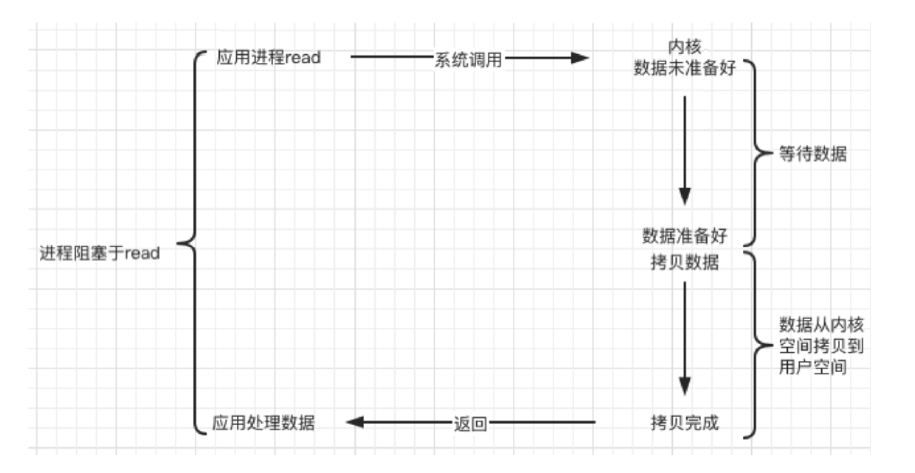 应用进程read
系统调用
内核
数据未准备好
等待数据
数据准备好
拷贝数据
进程阻塞于read
数据从内核
空间拷贝到
用户空间
应用处理数据
返回
拷贝完成